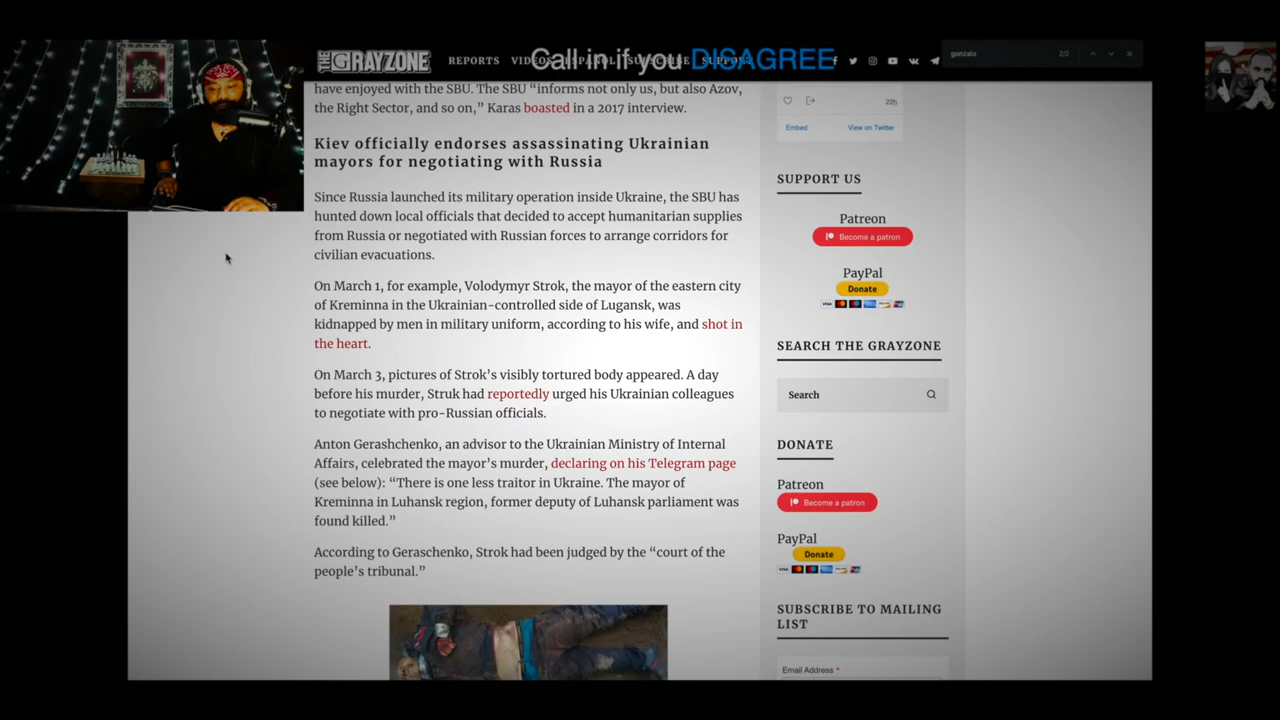 Call in if you DISAGREE
THE GRAYZONE
REPORTS
SUBSCRIBE
gonzalo
2/2
have enjoyed with the SBU. The SBU “informs not only us, but also Azov,
the Right Sector, and so on,” Karas boasted in a 2017 interview.
Kiev officially endorses assassinating Ukrainian
mayors for negotiating with Russia
Since Russia launched its military operation inside Ukraine, the SBU has
hunted down local officials that decided to accept humanitarian supplies
from Russia or negotiated with Russian forces to arrange corridors for
civilian evacuations.
On March 1, for example, Volodymyr Strok, the mayor of the eastern city
of Kreminna in the Ukrainian-controlled side of Lugansk, was
kidnapped by men in military uniform, according to his wife, and shot in
the heart.
On March 3, pictures of Strok’s visibly tortured body appeared. A day
before his murder, Struk had reportedly urged his Ukrainian colleagues
to negotiate with pro-Russian officials.
Anton Gerashchenko, an advisor to the Ukrainian Ministry of Internal
Affairs, celebrated the mayor’s murder, declaring on his Telegram page
(see below): “There is one less traitor in Ukraine. The mayor of
Kreminna in Luhansk region, former deputy of Luhansk parliament was
found killed.”
According to Geraschenko, Strok had been judged by the “court of the
people’s tribunal.”
22h
Embed
View on Twitter
SUPPORT US
Patreon
Become a patron
PayPal
Donate
SEARCH THE GRAYZONE
Search
DONATE
Patreon
Become a patron
PayPal
Donate
SUBSCRIBE TO MAILING
LIST
Email Address *